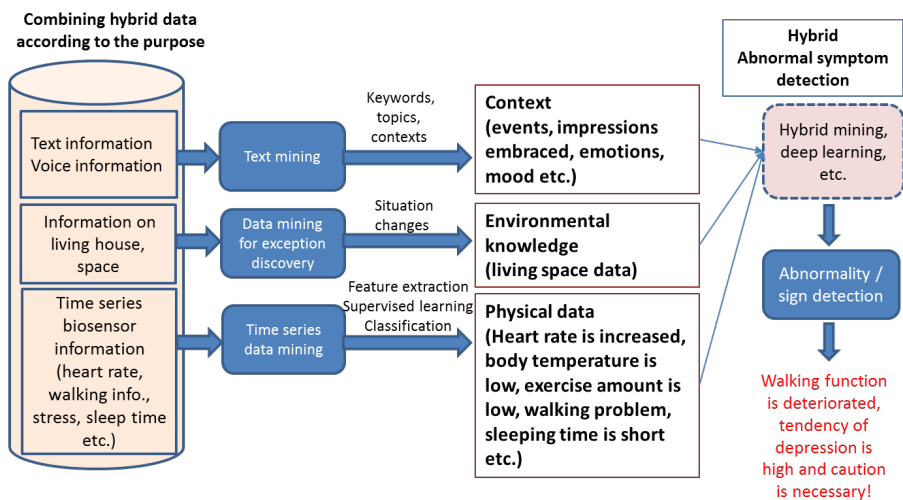 Combining hybrid data
according to the purpose
Text information
Voice information
Information on
living house,
space
Time series
biosensor
information
(heart rate,
walking info.,
stress, sleep time
etc.)
Text mining
Data mining
for exception
discovery
Time series
data mining
Keywords,
topics,
contexts
Situation
changes
Feature extraction
Supervised learning
Classification
Context
(events, impressions
embraced, emotions,
mood etc.)
Environmental
knowledge
(living space data)
Physical data
(Heart rate is increased,
body temperature is
low, exercise amount is
low, walking problem,
sleeping time is short
etc.)
Hybrid
Abnormal symptom
detection
Hybrid mining,
deep learning,
etc.
Abnormality /
sign detection
Walking function
is deteriorated,
tendency of
depression is
high and caution
is necessary!